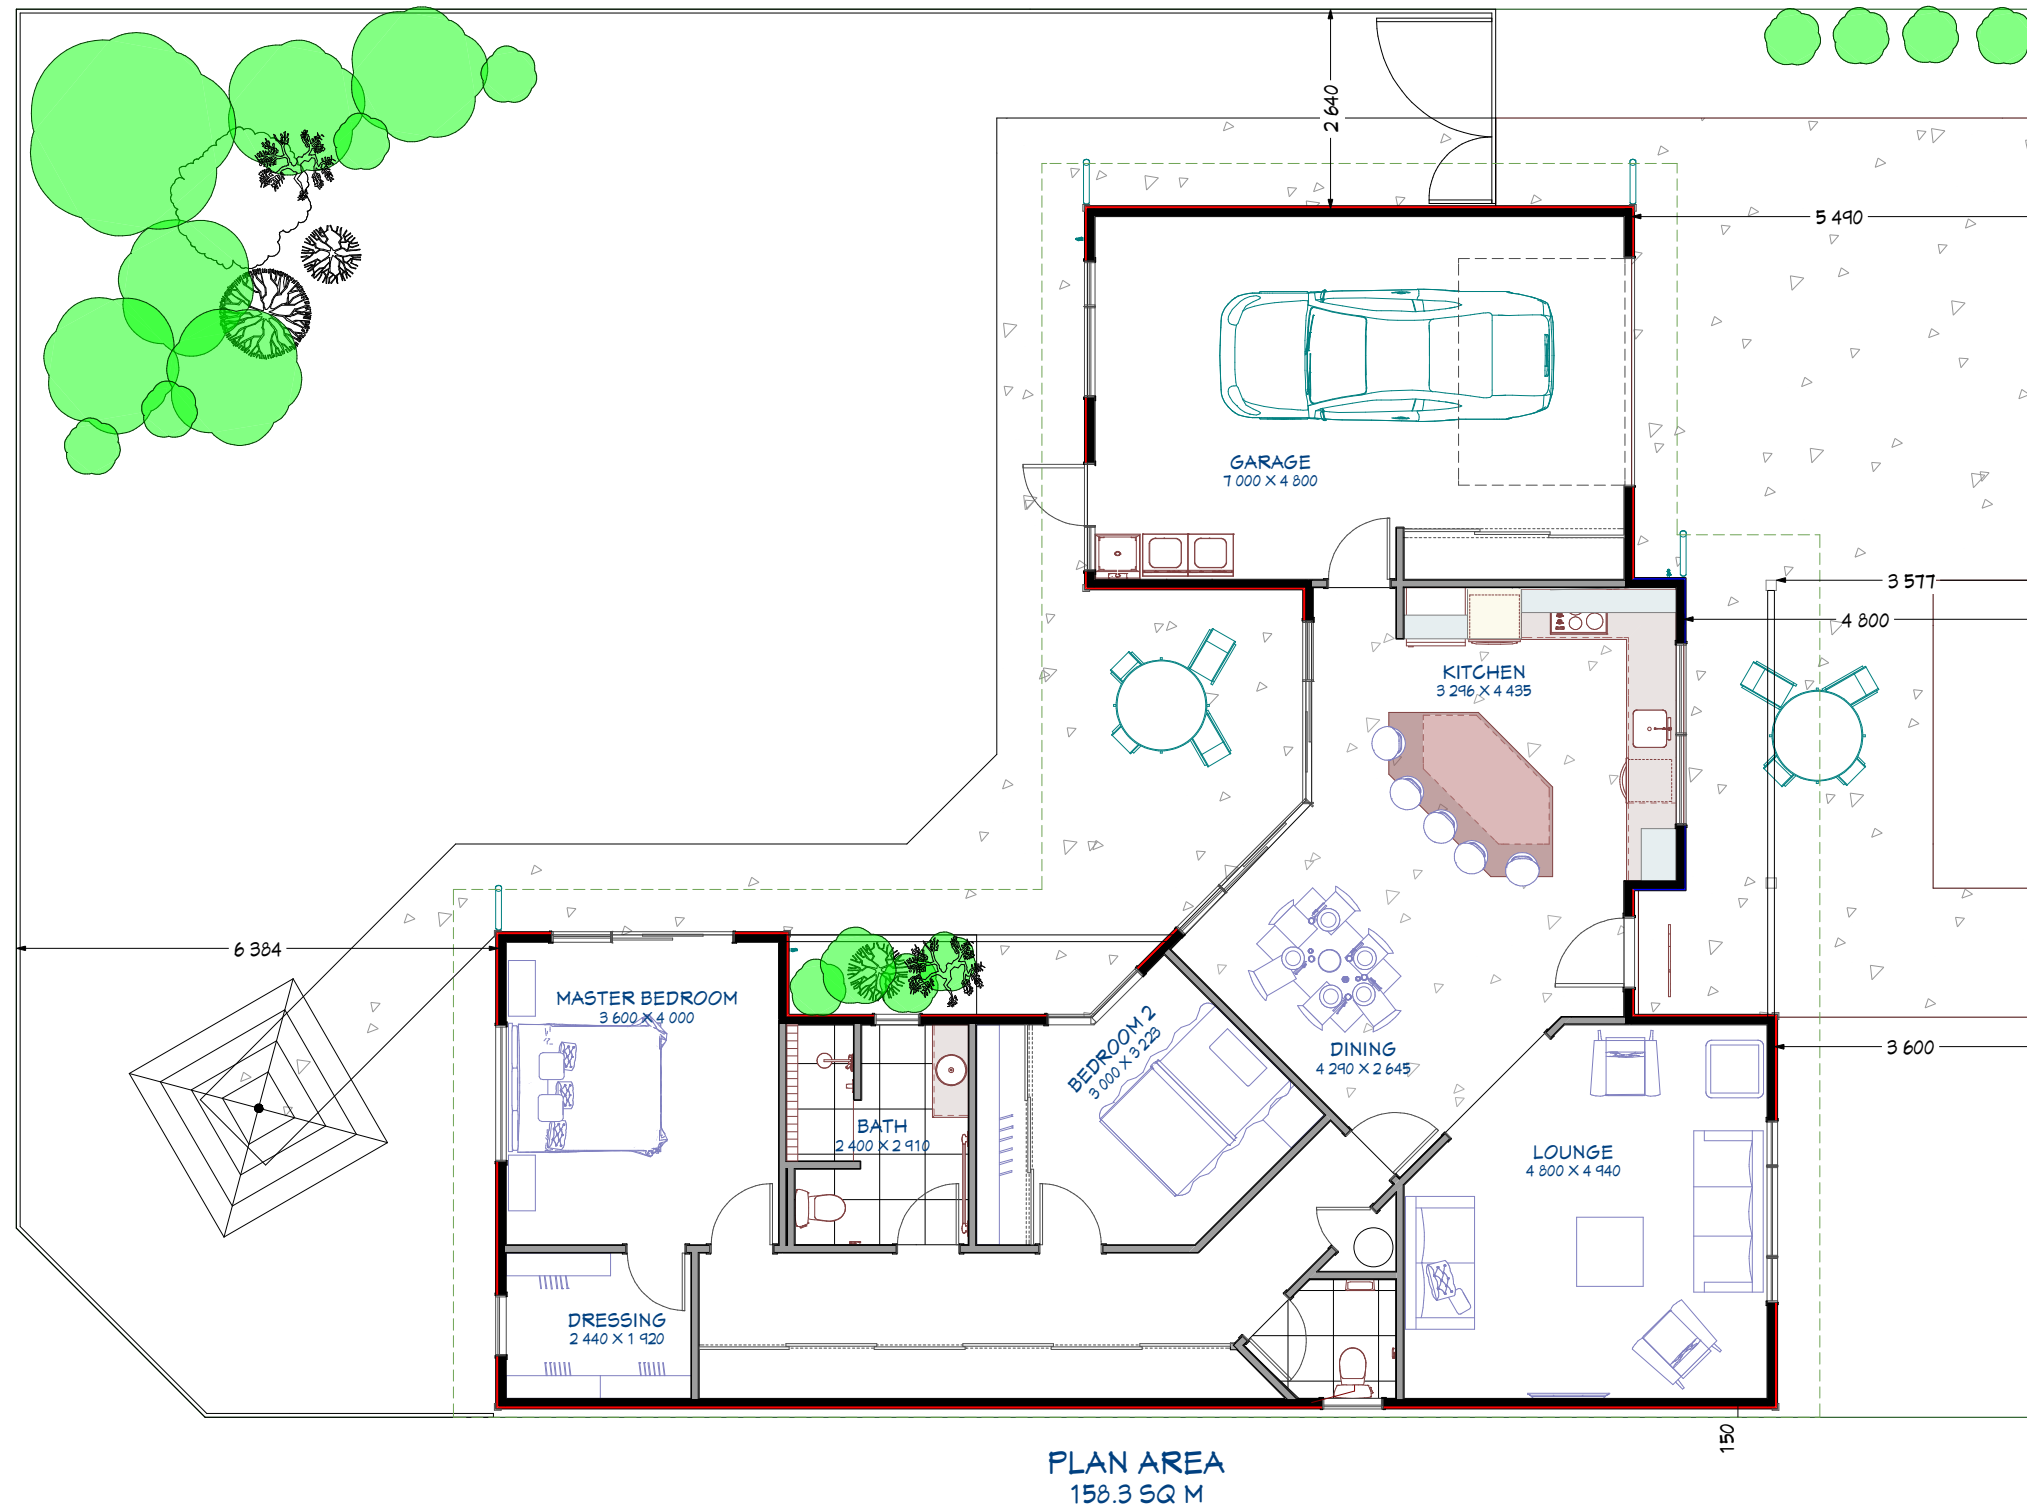 2 640
5 490
GARAGE
7 000 X 4 800
3 577
4 800
KITCHEN
3 296 X 4 435
6 384
MASTER BEDROOM
3 600 X 4 000
BEDROOM 2
3 000 X 3 223
DINING
4 290 X 2 645
3 600
BATH
2 400 X 2 910
LOUNGE
4 800 X 4 940
DRESSING
2 440 X 1 920
150
PLAN AREA
158.3 SQ M